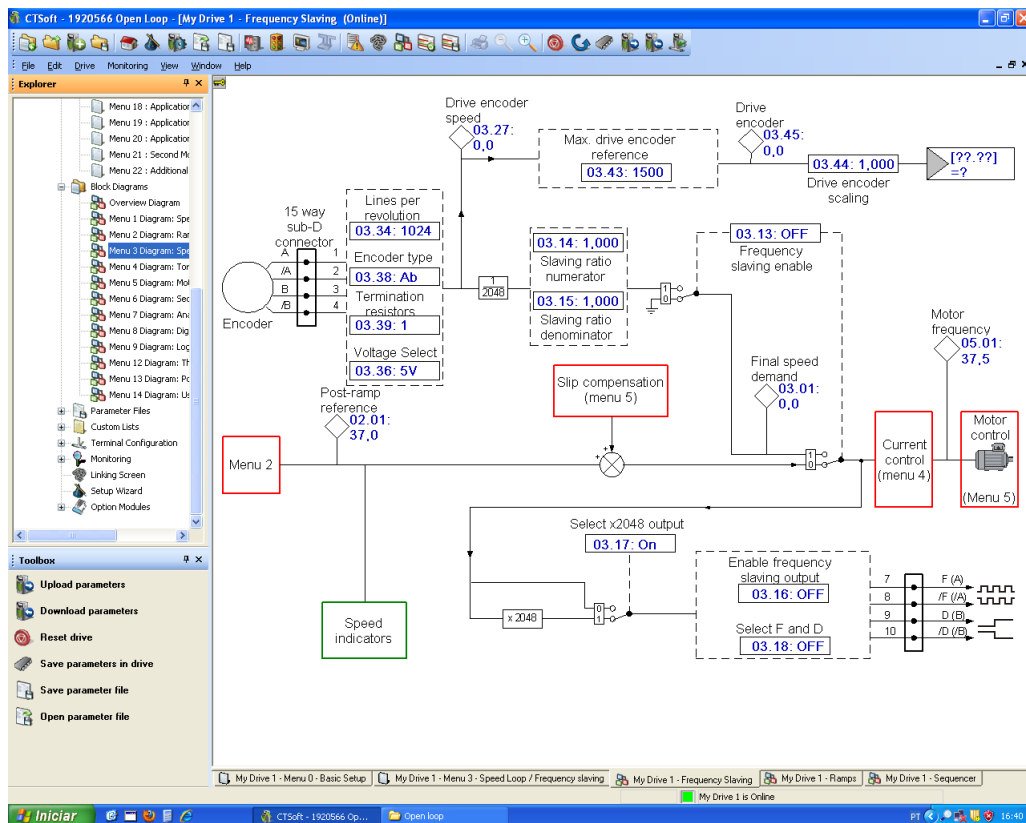 CTSoft - 1920566 Open Loop - [My Drive 1 - Frequency Slaving (Online)]
File Edit Drive Monitoring View Window Help
Explorer
Menu 18 : Application
Menu 19 : Application
Menu 20 : Application
Menu 21 : Second Mo
Menu 22 : Additional
Block Diagrams
Overview Diagram
Menu 1 Diagram: Spe
Menu 2 Diagram: Ran
Menu 3 Diagram: Spe
Menu 4 Diagram: Tor
Menu 5 Diagram: Mot
Menu 6 Diagram: Sec
Menu 7 Diagram: Ana
Menu 8 Diagram: Dig
Menu 9 Diagram: Log
Menu 12 Diagram: Th
Menu 13 Diagram: Po
Menu 14 Diagram: Us
Parameter Files
Custom Lists
Terminal Configuration
Monitoring
Linking Screen
Setup Wizard
Option Modules
Toolbox
Upload parameters
Download parameters
Reset drive
Save parameters in drive
Save parameter file
Open parameter file
Drive encoder
speed
03.27:
0,0
Max. drive encoder
reference
03.43: 1500
Drive
encoder
03.45:
0,0
03.44: 1,000
Drive encoder
scaling
[??.??]
=?
15 way
sub-D
connector
A
/A
B
/B
1
2
3
4
Encoder
Lines per
revolution
03.34: 1024
Encoder type
03.38: Ab
Termination
resistors
03.39: 1
Voltage Select
03.36: 5V
1
2048
03.14: 1,000
Slaving ratio
numerator
03.15: 1,000
Slaving ratio
denominator
1
0
03.13: OFF
Frequency
slaving enable
Motor
frequency
05.01:
37,5
Final speed
demand
03.01:
0,0
Slip compensation
(menu 5)
Post-ramp
reference
02.01:
37,0
Menu 2
+
+
1
0
Current
control
(menu 4)
Motor
control
(Menu 5)
Speed
indicators
Select x2048 output
03.17: On
x 2048
0
1
Enable frequency
slaving output
03.16: OFF
Select F and D
03.18: OFF
7 F (A)
8 /F (/A)
9 D (B)
10 /D (/B)
My Drive 1 - Menu 0 - Basic Setup
My Drive 1 - Menu 3 - Speed Loop / Frequency slaving
My Drive 1 - Frequency Slaving
My Drive 1 - Ramps
My Drive 1 - Sequencer
My Drive 1 is Online
Iniciar
CTSoft - 1920566 Op...
Open loop
PT
16:40